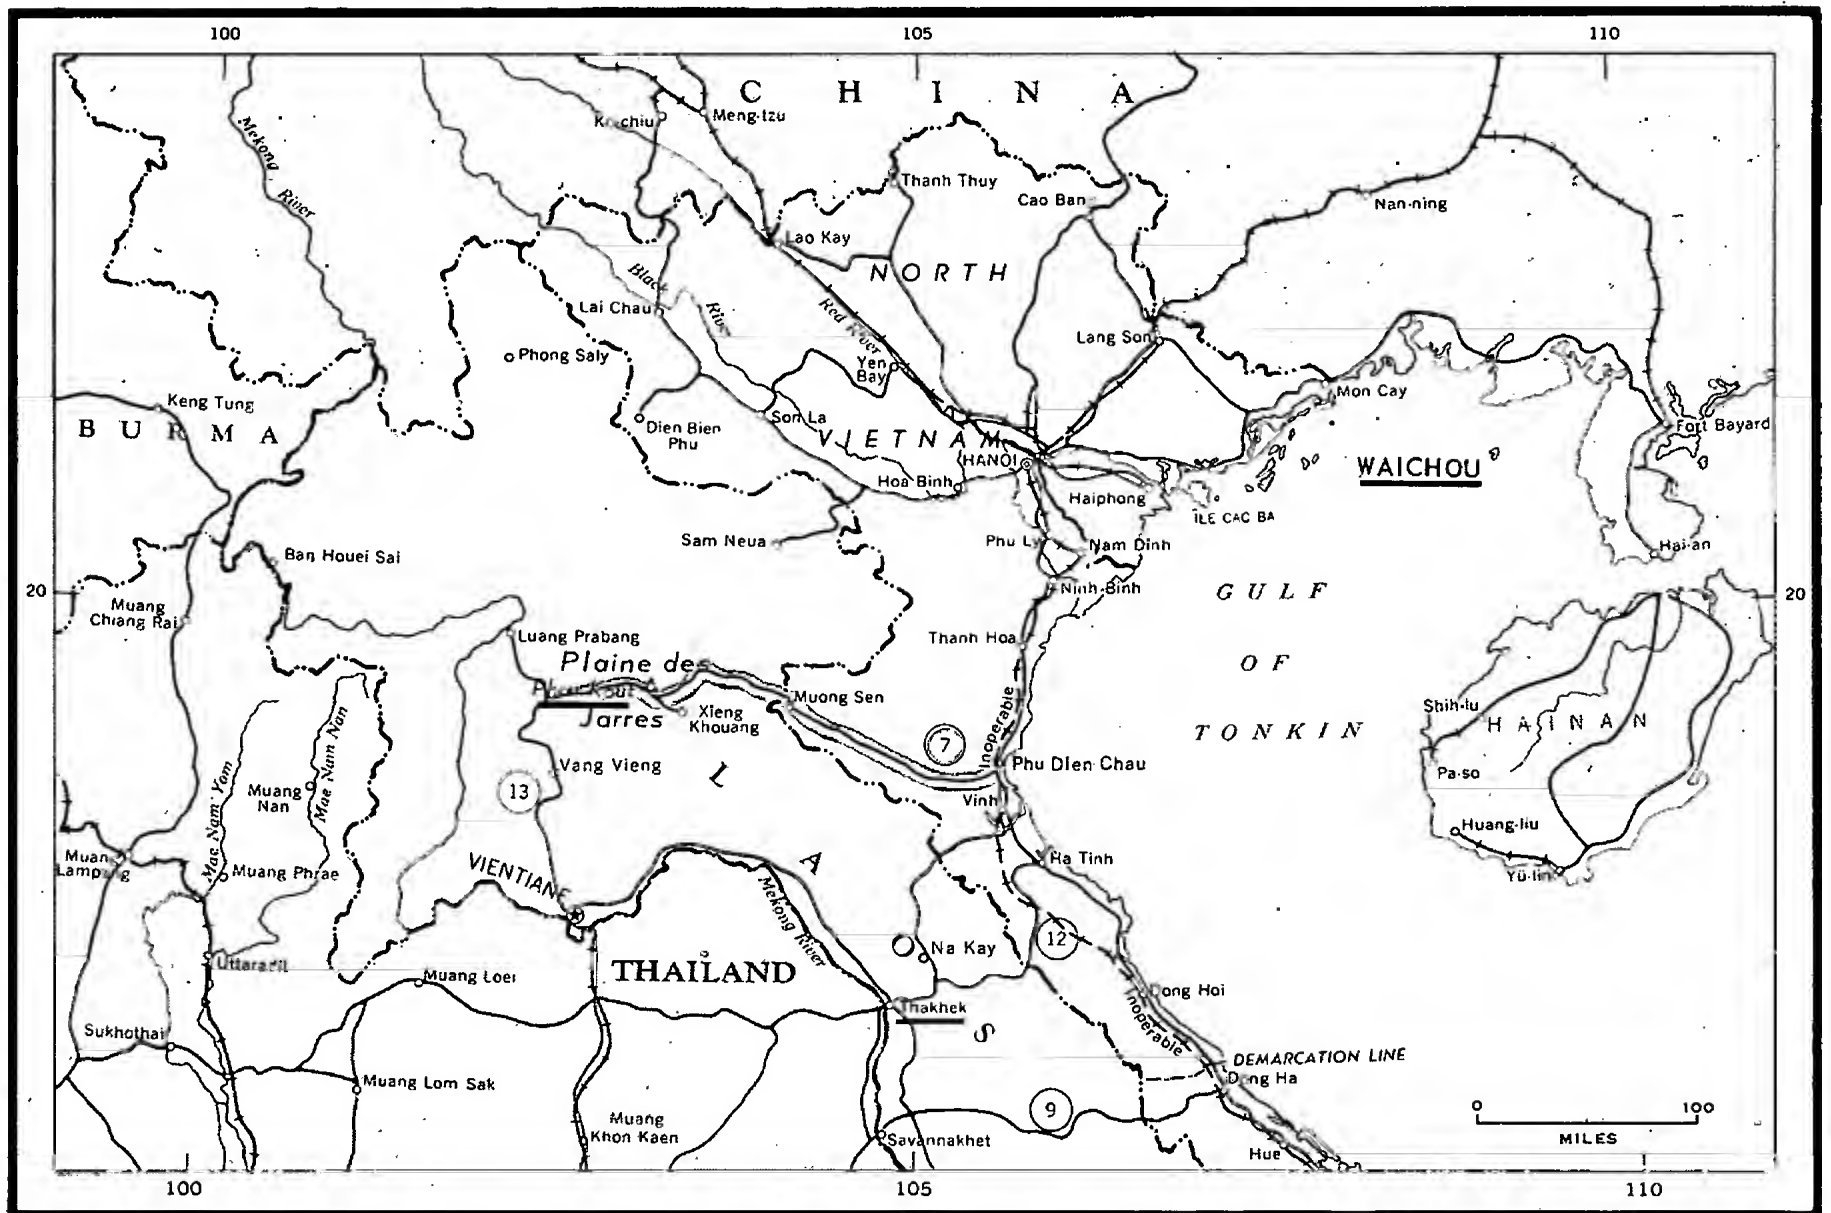 100 105 110
C H I N A
Ko-chiu
Meng-tzu
Mekong
River
Thanh Thuy
Cao Ban
Nan-ning
Lao Kay
NORTH
Black
River
Red River
Lai Chau
Lang Son
Phong Saly
Yen
Bay
Mon Cay
Keng Tung
BURMA
Son La
Dien Bien
Phu
VIETNAM
Fort Bayard
HANOI
WAICHOU
Hoa Binh
Haiphong
ÎLE CAC BA
Sam Neua
Phu Ly
Nam Dinh
Hai-an
Ban Houei Sai
20
Ninh Binh
GULF
20
Muang
Chiang Rai
Luang Prabang
Thanh Hoa
OF
Plaine des
Jarres
Muong Sen
Xieng
Khouang
Inoperable
TONKIN
Shih-lu
HAINAN
7
Phu Dien Chau
Pa-so
Vang Vieng
L
Muang
Nan
Mae Nam Nan
Mae Nam Yom
13
Vinh
Huang-liu
Yü-lin
Muang
Lampang
Muang Phrae
VIENTIANE
A
Ha Tinh
Mekong River
12
Na Kay
THAILAND
Uttaradit
Muang Loei
Thakhek
Dong Hoi
Inoperable
S
Sukhothai
DEMARCATION LINE
Dong Ha
Muang Lom Sak
9
Muang
Khon Kaen
Savannakhet
Hue
0 100
MILES
100 105 110